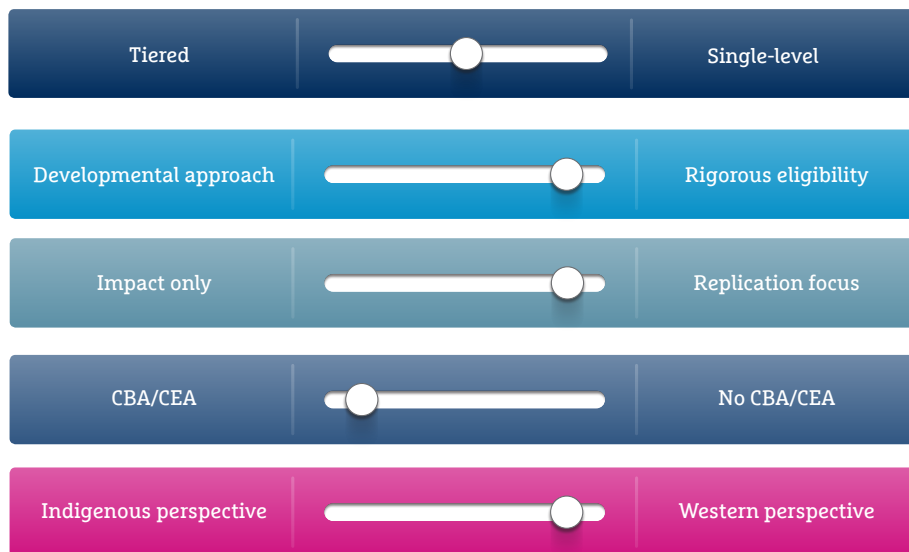 Tiered
Single-level
Developmental approach
Rigorous eligibility
Impact only
Replication focus
CBA/CEA
No CBA/CEA
Indigenous perspective
Western perspective